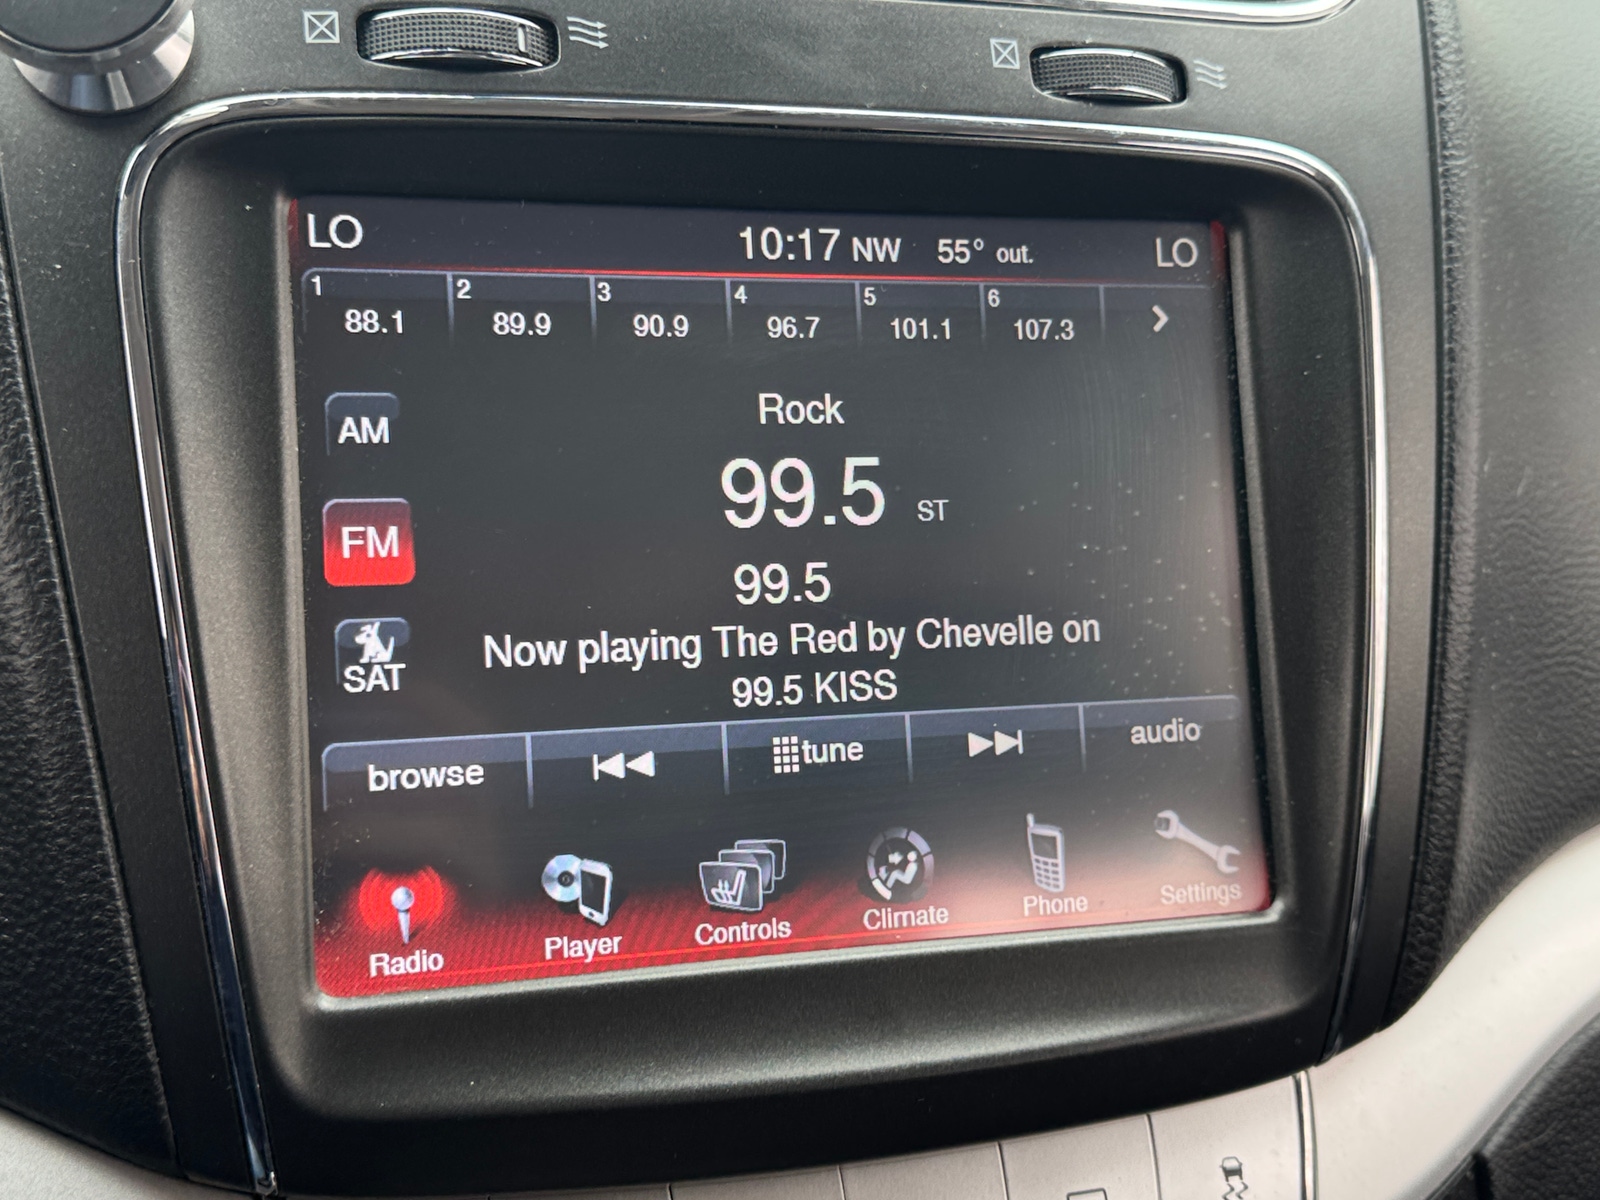 LO 10:17 NW 55° out. LO
1 2 3 4 5 6
88.1 89.9 90.9 96.7 101.1 107.3
Rock
AM
99.5 ST
FM
99.5
Now playing The Red by Chevelle on
SAT
99.5 KISS
browse tune audio
Radio Player Controls Climate Phone Settings